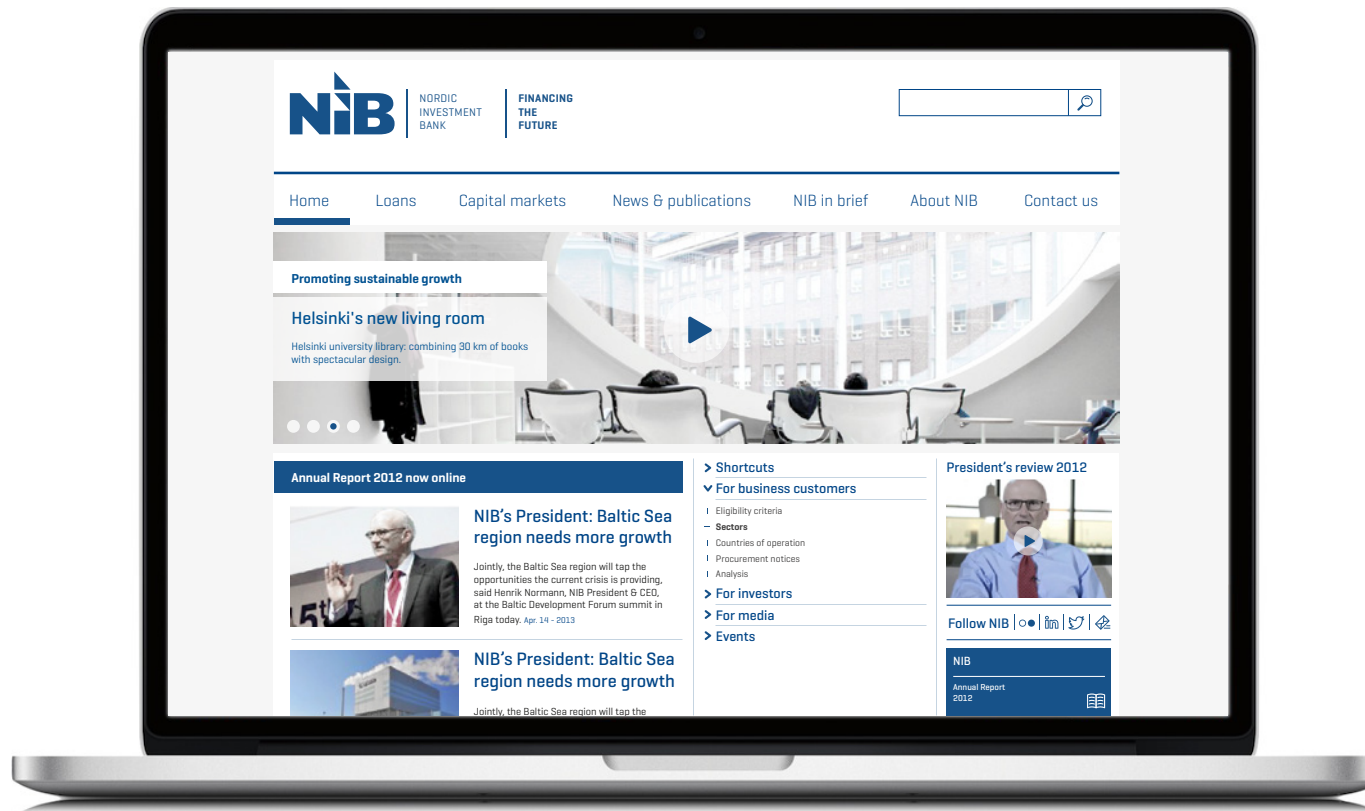 NiB
NORDIC
INVESTMENT
BANK
FINANCING
THE
FUTURE
Home Loans Capital markets News & publications NIB in brief About NIB Contact us
Promoting sustainable growth
Helsinki's new living room
Helsinki university library: combining 30 km of books
with spectacular design.
Annual Report 2012 now online
NIB's President: Baltic Sea
region needs more growth
Jointly, the Baltic Sea region will tap the
opportunities the current crisis is providing,
said Henrik Normann, NIB President & CEO,
at the Baltic Development Forum summit in
Riga today. Apr. 14 - 2013
NIB's President: Baltic Sea
region needs more growth
Jointly, the Baltic Sea region will tap the
Shortcuts
For business customers
Eligibility criteria
Sectors
Countries of operation
Procurement notices
Analysis
For investors
For media
Events
President's review 2012
Follow NIB
in
NIB
Annual Report
2012